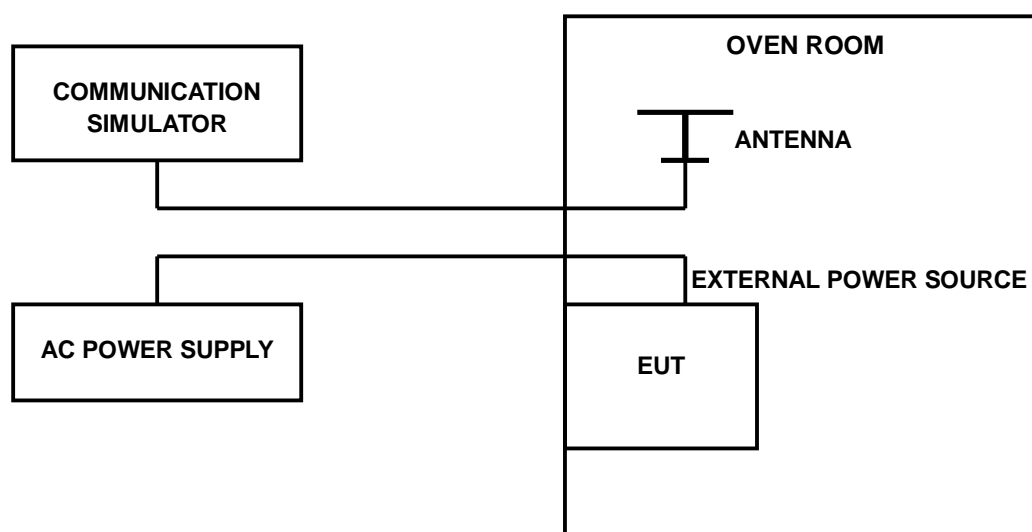 OVEN ROOM
COMMUNICATION
SIMULATOR
ANTENNA
EXTERNAL POWER SOURCE
AC POWER SUPPLY
EUT